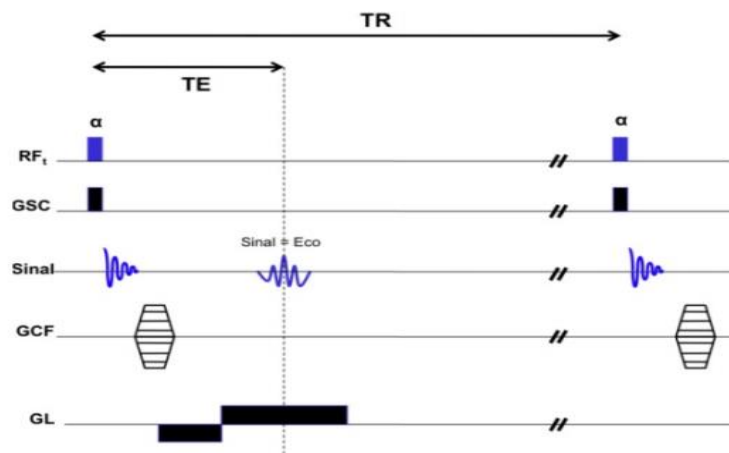 TR
TE
α α
RFt
GSC
Sinal = Eco
Sinal
GCF
GL